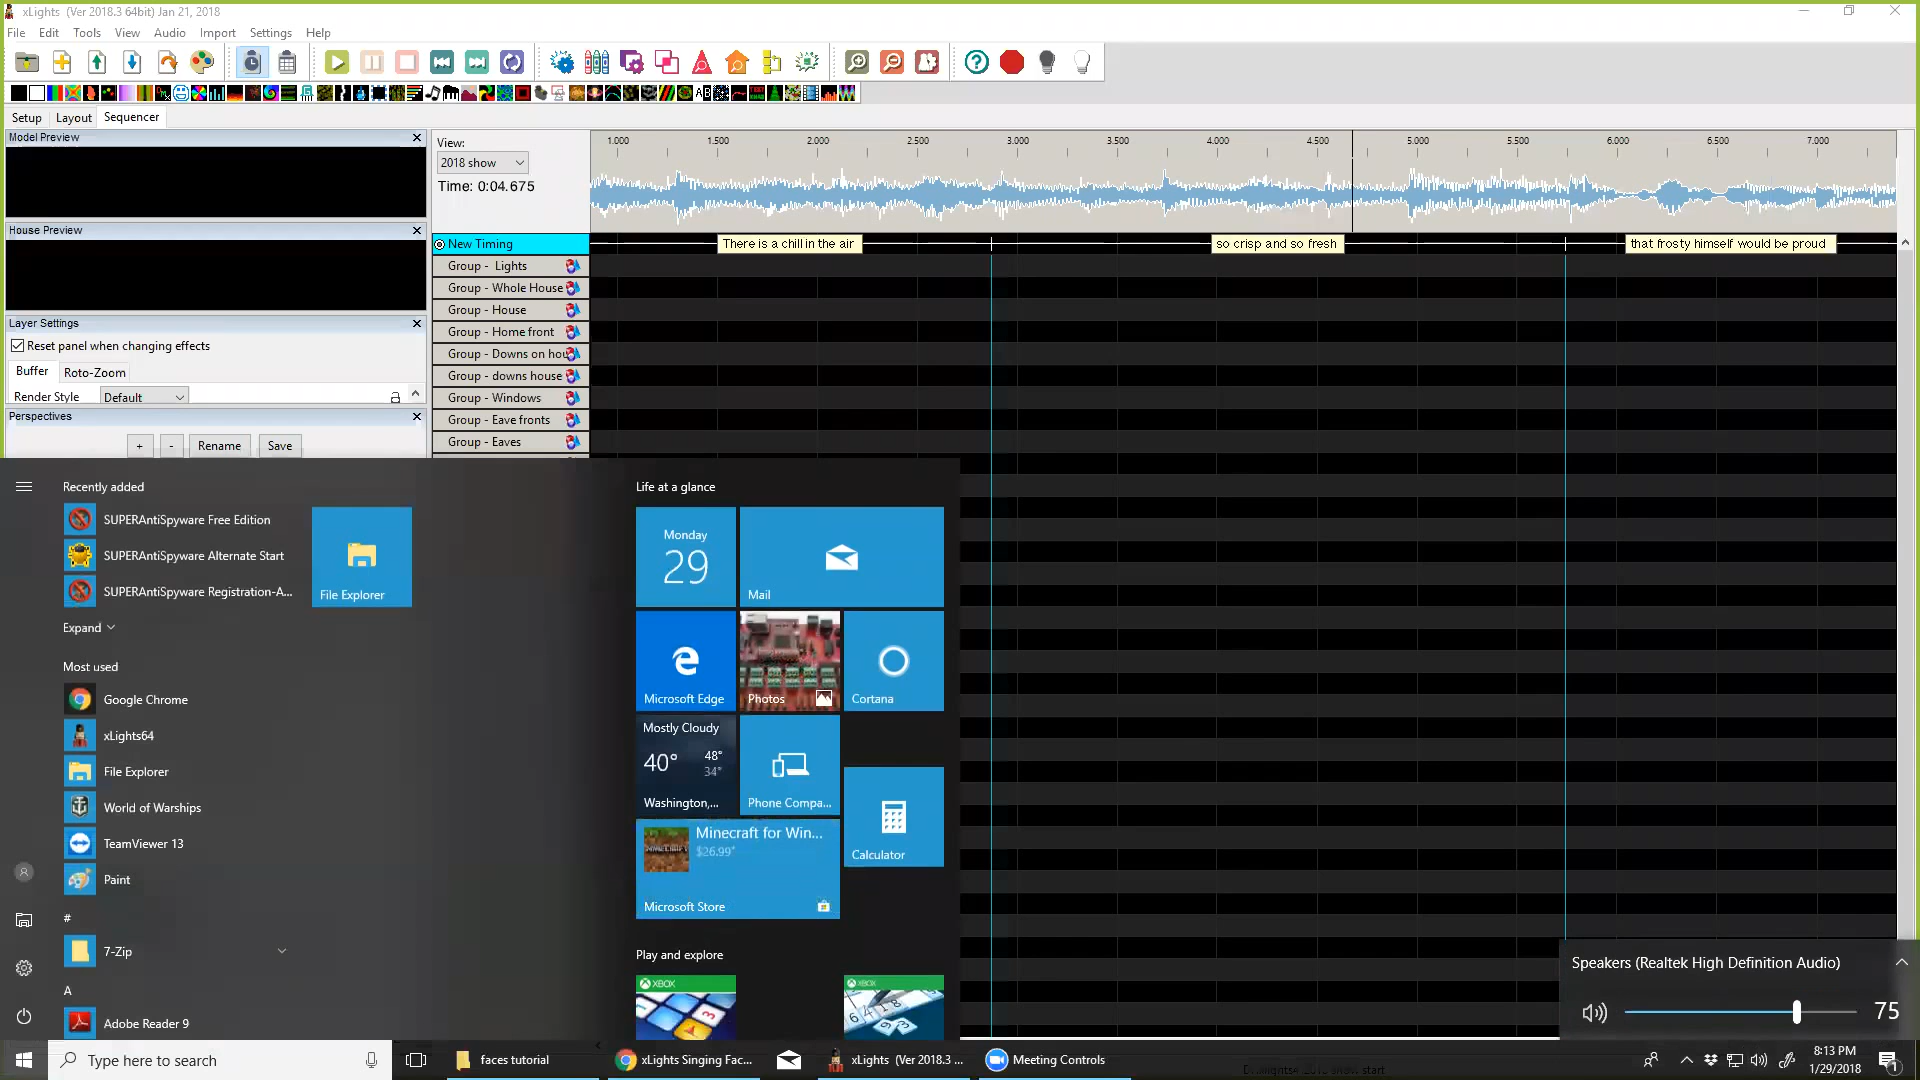 xLights (Ver 2018.3 64bit) Jan 21, 2018
File Edit Tools View Audio Import Settings Help
Setup Layout Sequencer
Model Preview
House Preview
Layer Settings
Reset panel when changing effects
Buffer Roto-Zoom
Render Style Default
Perspectives
+ - Rename Save
View:
2018 show
Time: 0:04.675
1.000 1.500 2.000 2.500 3.000 3.500 4.000 4.500 5.000 5.500 6.000 6.500 7.000
New Timing
There is a chill in the air
so crisp and so fresh
that frosty himself would be proud
Group - Lights
Group - Whole House
Group - House
Group - Home front
Group - Downs on hou
Group - downs house
Group - Windows
Group - Eave fronts
Group - Eaves
Recently added
SUPERAntiSpyware Free Edition
SUPERAntiSpyware Alternate Start
SUPERAntiSpyware Registration-A...
Expand
File Explorer
Most used
Google Chrome
xLights64
File Explorer
World of Warships
TeamViewer 13
Paint
#
7-Zip
A
Adobe Reader 9
Life at a glance
Monday
29
Mail
Microsoft Edge
Photos
Cortana
Mostly Cloudy
40° 48°
34°
Washington,...
Phone Compa...
Calculator
Minecraft for Win...
$26.99*
Microsoft Store
Play and explore
XBOX
XBOX
Speakers (Realtek High Definition Audio)
75
Type here to search
faces tutorial
xLights Singing Fac...
xLights (Ver 2018.3 ...
Meeting Controls
8:13 PM
1/29/2018
1